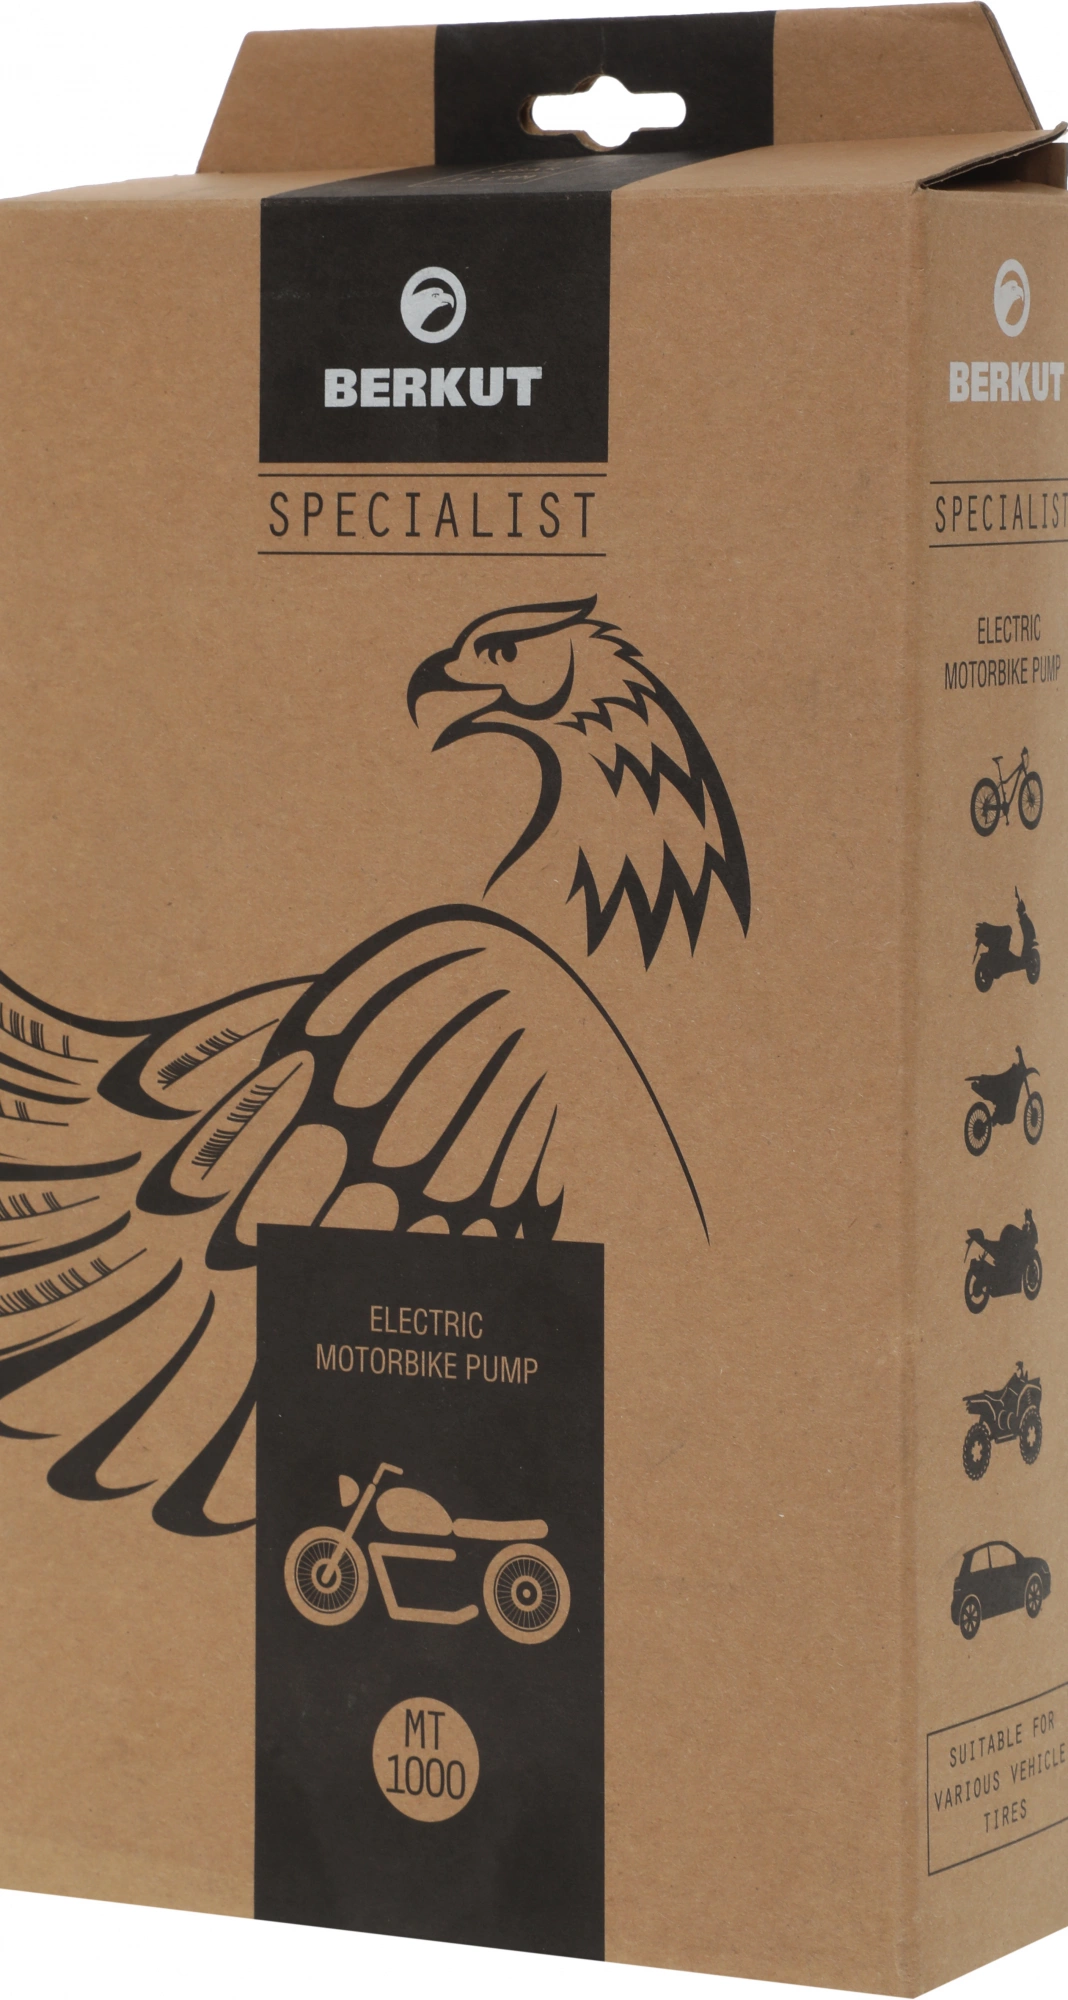 BERKUT
SPECIALIST
ELECTRIC
MOTORBIKE PUMP
MT
1000
BERKUT
SPECIALIST
ELECTRIC
MOTORBIKE PUMP
SUITABLE FOR
VARIOUS VEHICLE
TIRES